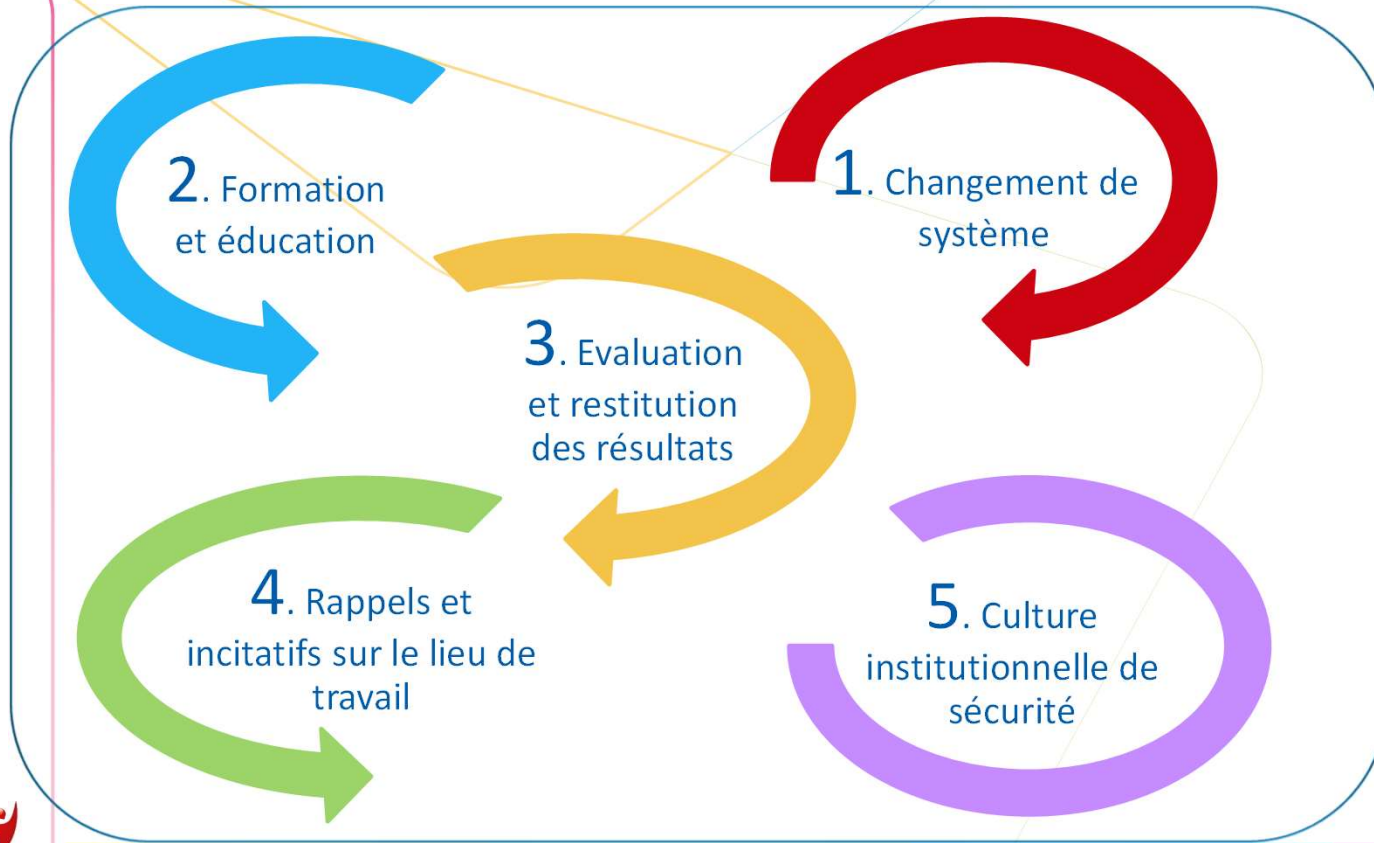 1. Changement de
système
2. Formation
et éducation
3. Evaluation
et restitution
des résultats
4. Rappels et
incitatifs sur le lieu de
travail
5. Culture
institutionnelle de
sécurité